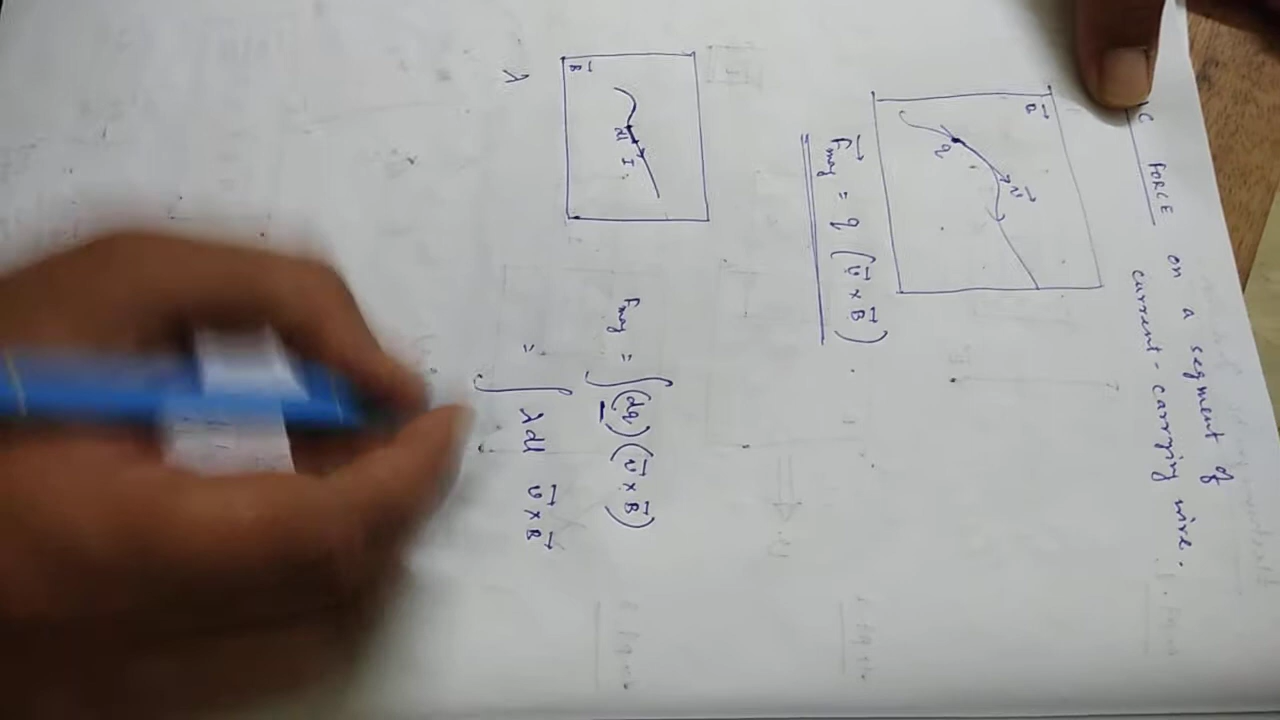 C FORCE on a segment of
current-carrying wire.
B⃗
q
v⃗
F⃗mag = q (v⃗ × B⃗)
B⃗
dl
I
Fmag = ∫(dq)(v⃗ × B⃗)
λ
= ∫ λdl v⃗ × B⃗